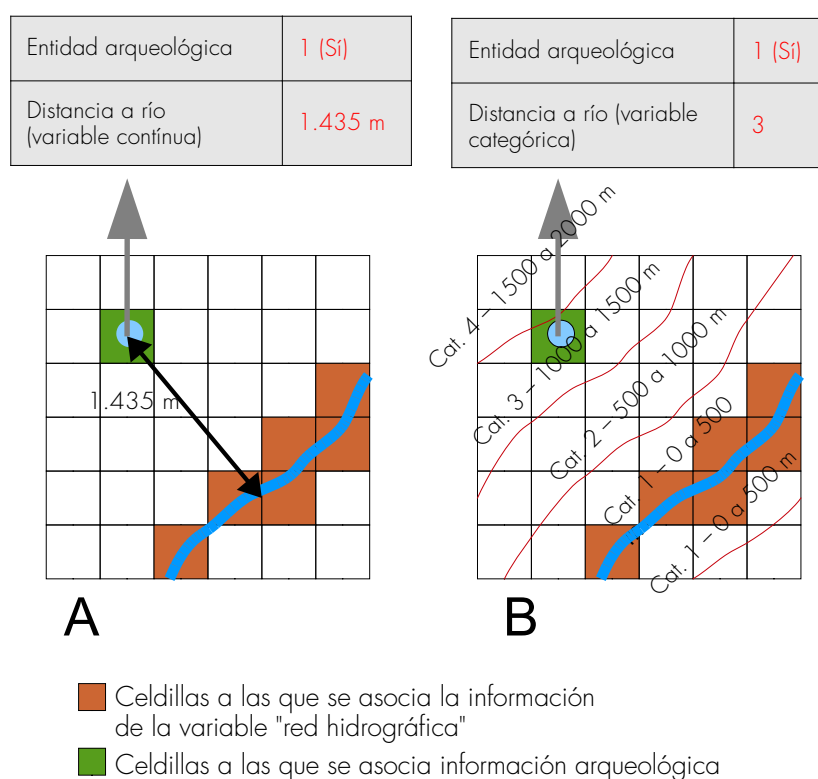 Entidad arqueológica
1 (Sí)
Distancia a río
(variable contínua)
1.435 m
Entidad arqueológica
1 (Sí)
Distancia a río (variable
categórica)
3
1.435 m
A
Cat. 4 – 1500 a 2000 m
Cat. 3 – 1000 a 1500 m
Cat. 2 – 500 a 1000 m
Cat. 1 – 0 a 500
Cat. 1 – 0 a 500 m
B
Celdillas a las que se asocia la información
de la variable "red hidrográfica"
Celdillas a las que se asocia información arqueológica